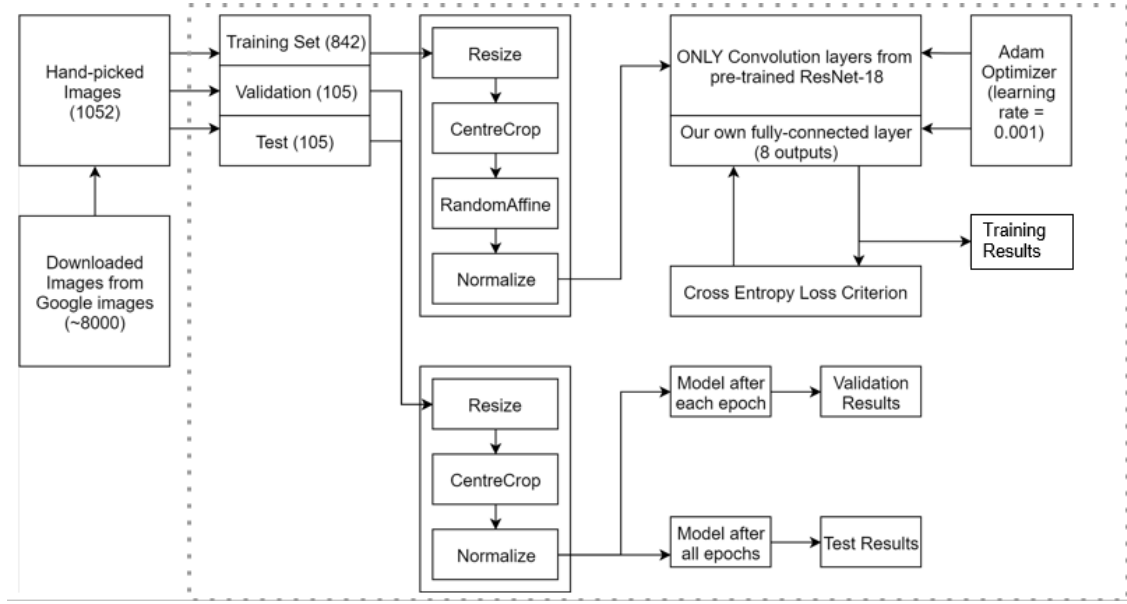 Hand-picked
Images
(1052)
Downloaded
Images from
Google images
(~8000)
Training Set (842)
Validation (105)
Test (105)
Resize
CentreCrop
RandomAffine
Normalize
ONLY Convolution layers from
pre-trained ResNet-18
Our own fully-connected layer
(8 outputs)
Adam
Optimizer
(learning
rate =
0.001)
Training
Results
Cross Entropy Loss Criterion
Resize
CentreCrop
Normalize
Model after
each epoch
Validation
Results
Model after
all epochs
Test Results